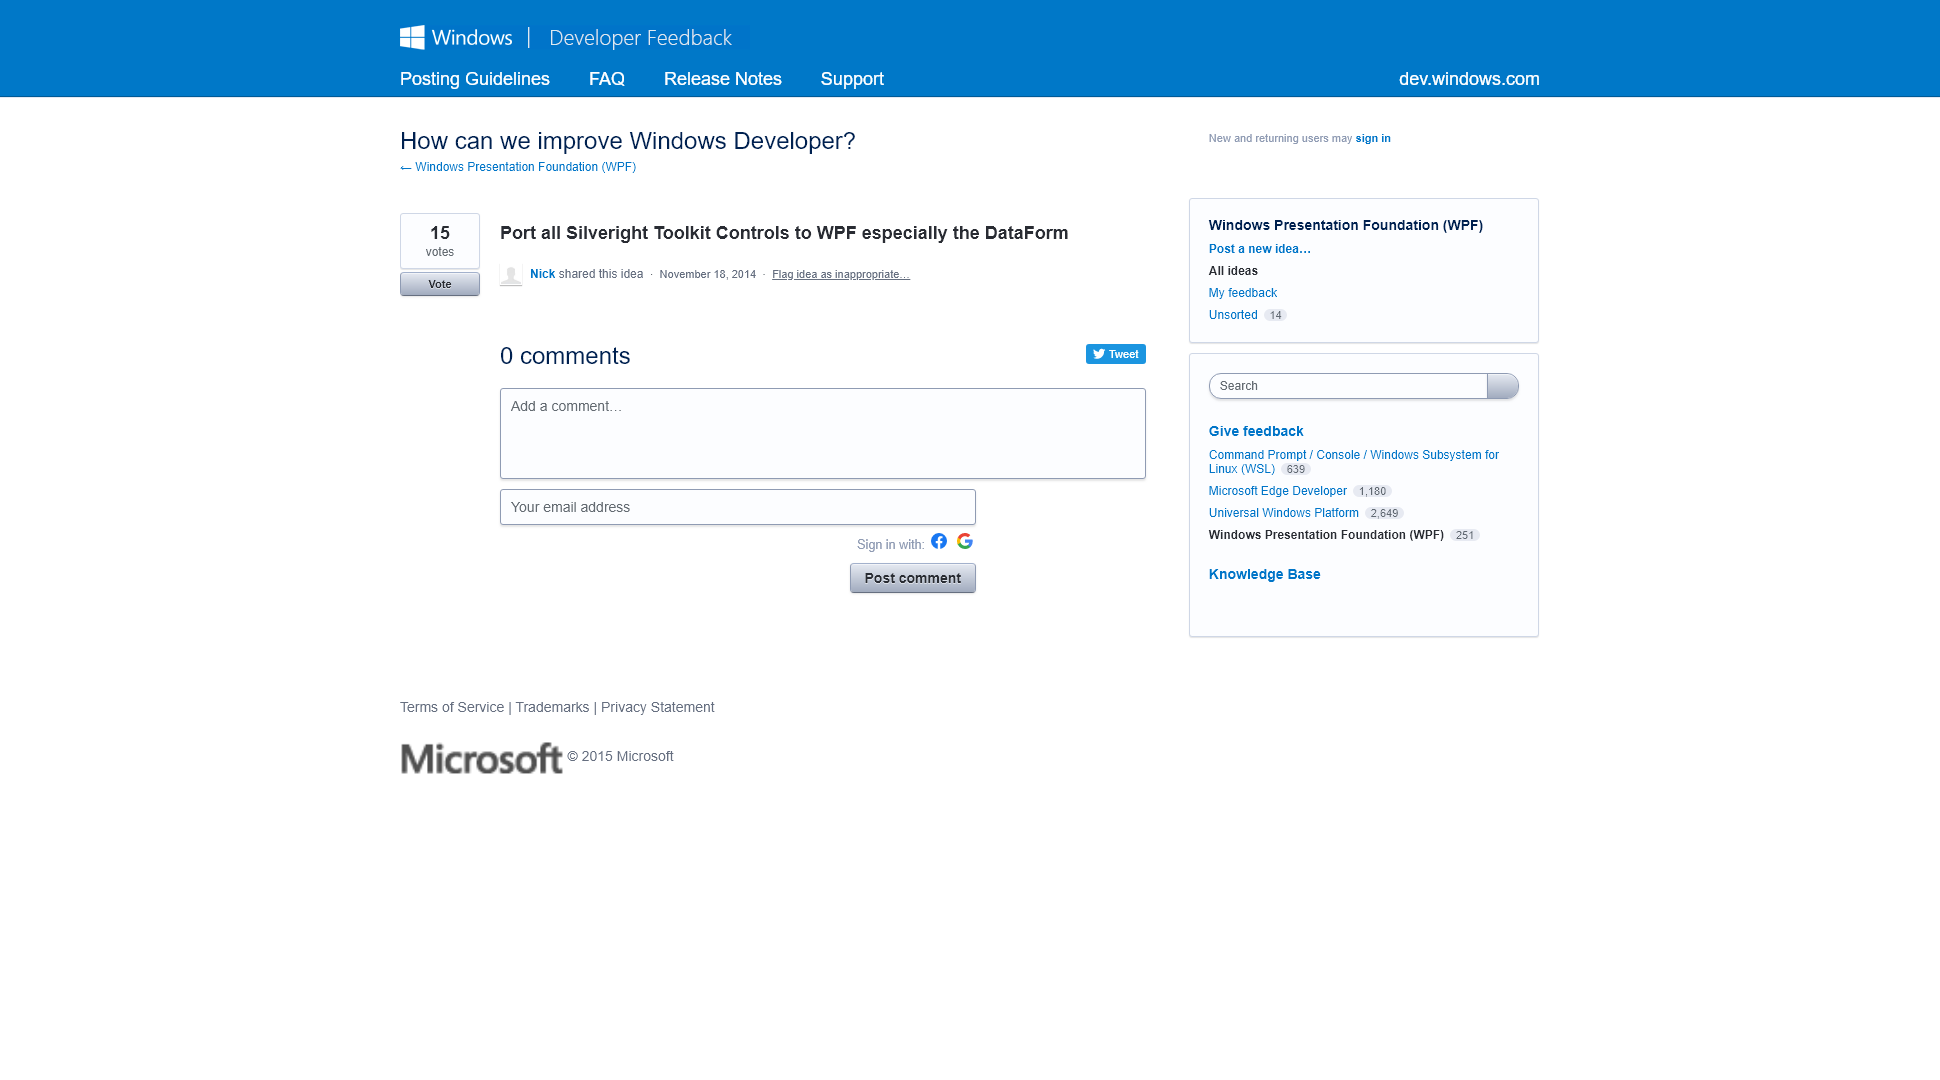 Windows | Developer Feedback
Posting Guidelines FAQ Release Notes Support dev.windows.com
How can we improve Windows Developer?
← Windows Presentation Foundation (WPF)
New and returning users may sign in
15
votes
Vote
Port all Silveright Toolkit Controls to WPF especially the DataForm
Nick shared this idea · November 18, 2014 · Flag idea as inappropriate…
0 comments
Tweet
Add a comment…
Your email address
Sign in with:
Post comment
Windows Presentation Foundation (WPF)
Post a new idea…
All ideas
My feedback
Unsorted 14
Search
Give feedback
Command Prompt / Console / Windows Subsystem for
Linux (WSL) 639
Microsoft Edge Developer 1,180
Universal Windows Platform 2,649
Windows Presentation Foundation (WPF) 251
Knowledge Base
Terms of Service | Trademarks | Privacy Statement
Microsoft © 2015 Microsoft